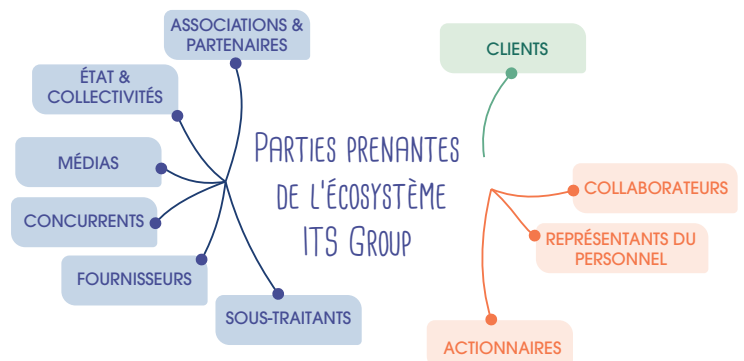 ASSOCIATIONS &
PARTENAIRES
CLIENTS
ÉTAT &
COLLECTIVITÉS
MÉDIAS
CONCURRENTS
FOURNISSEURS
SOUS-TRAITANTS
PARTIES PRENANTES
DE L'ÉCOSYSTÈME
ITS GROUP
COLLABORATEURS
REPRÉSENTANTS DU
PERSONNEL
ACTIONNAIRES